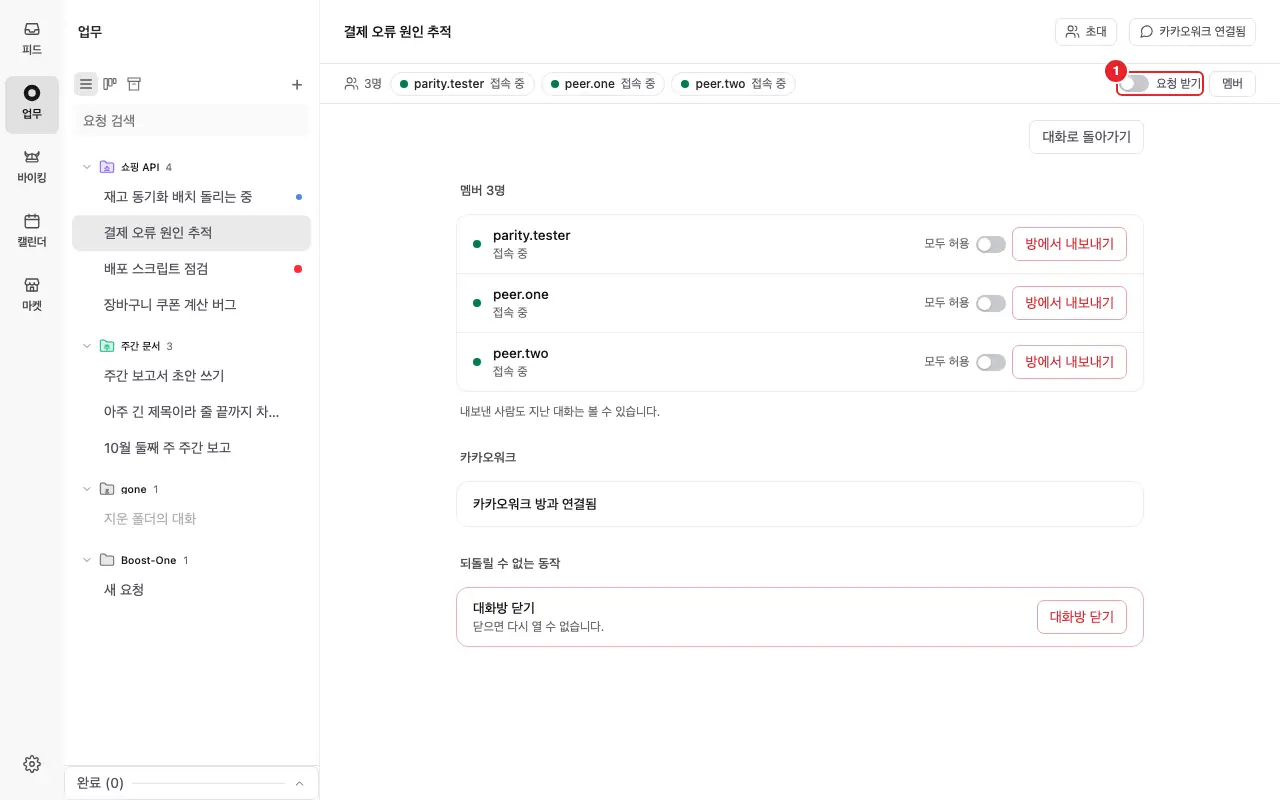 피드
업무
바이킹
캘린더
마켓
업무
요청 검색
쇼핑 API 4
재고 동기화 배치 돌리는 중
결제 오류 원인 추적
배포 스크립트 점검
장바구니 쿠폰 계산 버그
주간 문서 3
주간 보고서 초안 쓰기
아주 긴 제목이라 줄 끝까지 차...
10월 둘째 주 주간 보고
gone 1
지운 폴더의 대화
Boost-One 1
새 요청
완료 (0)
결제 오류 원인 추적
초대
카카오워크 연결됨
3명
parity.tester 접속 중
peer.one 접속 중
peer.two 접속 중
1
요청 받기
멤버
대화로 돌아가기
멤버 3명
parity.tester
접속 중
모두 허용
방에서 내보내기
peer.one
접속 중
모두 허용
방에서 내보내기
peer.two
접속 중
모두 허용
방에서 내보내기
내보낸 사람도 지난 대화는 볼 수 있습니다.
카카오워크
카카오워크 방과 연결됨
되돌릴 수 없는 동작
대화방 닫기
닫으면 다시 열 수 없습니다.
대화방 닫기